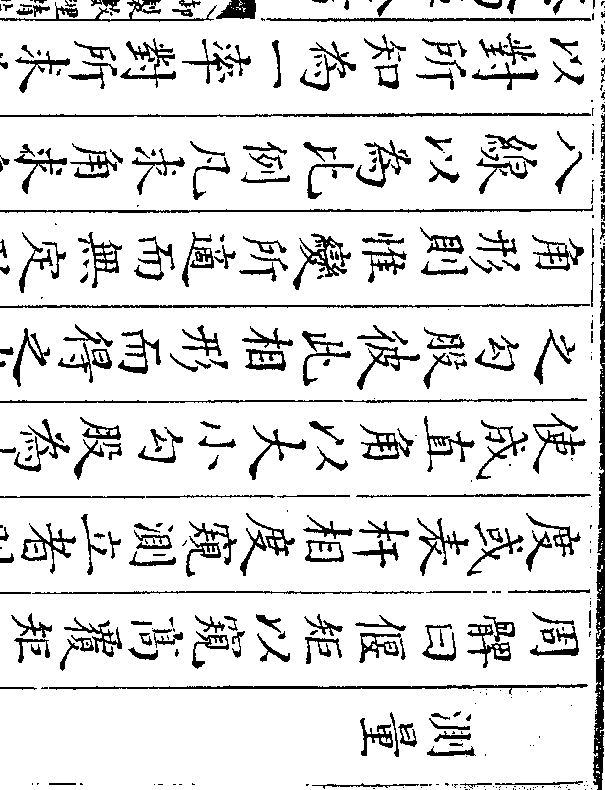 測量
周髀曰偃矩以窺高覆矩
度或表杆相度窺測立者
使成直角以大小勾股為
之勾股彼此相形而得之
角形則惟變所適而無定
八線以為比例凡求角求
以對所知為一率對所求